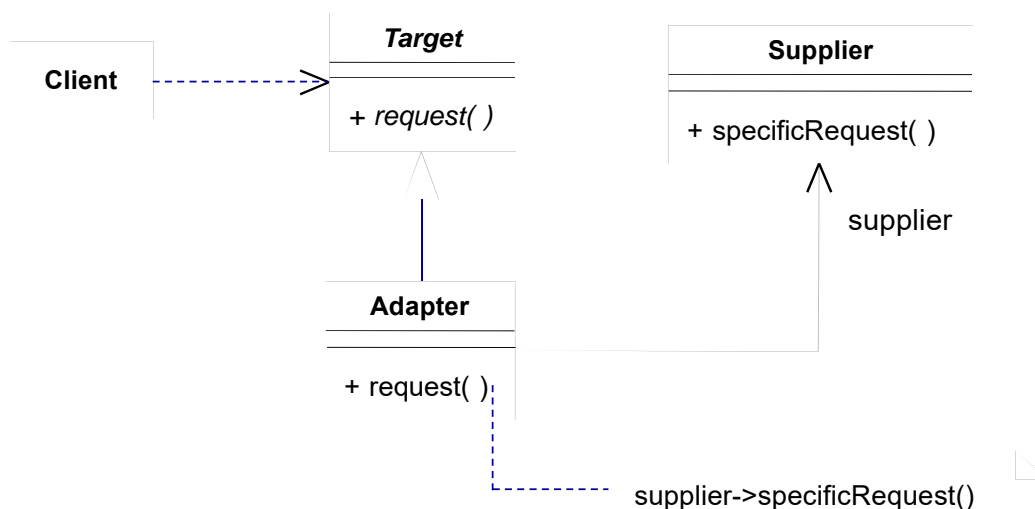 Target
Client
Supplier
+ request( )
+ specificRequest( )
supplier
Adapter
+ request( )
supplier->specificRequest()